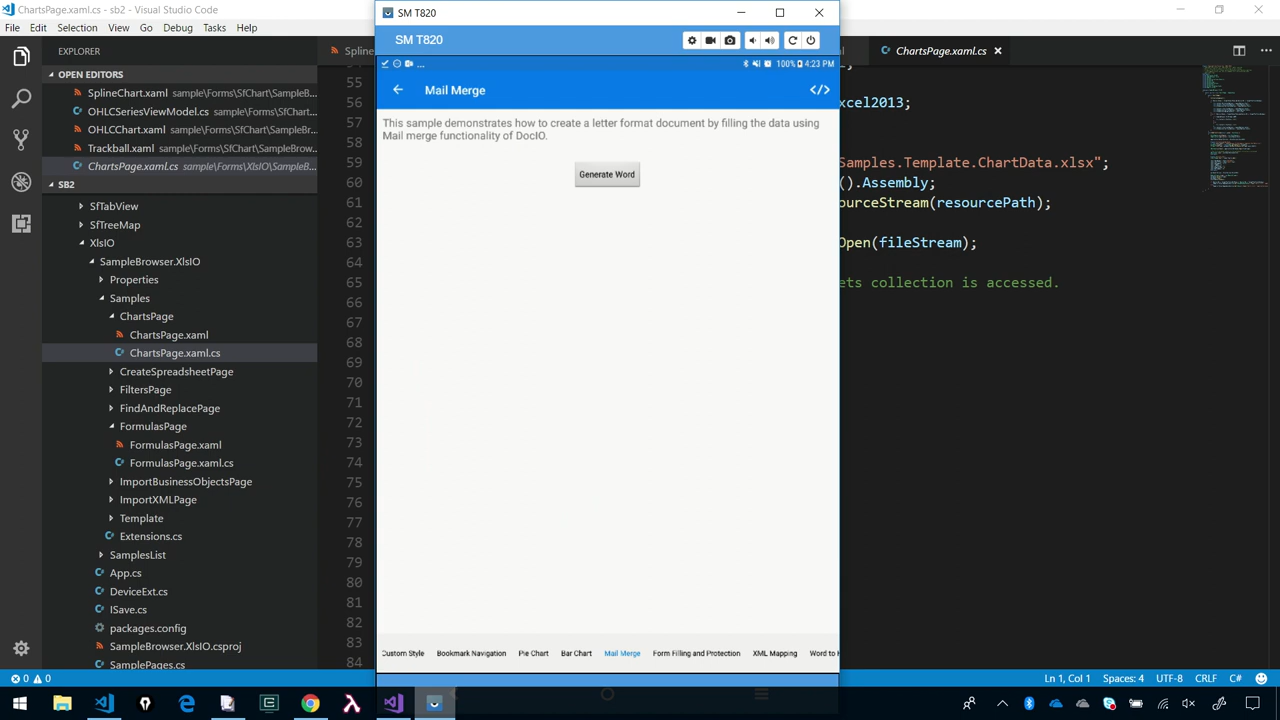 ChartsPage.xaml.cs - sb2 - Visual Studio Code
File Edit Selection View Go Debug Tasks Help
EXPLORER
OPEN EDITORS
SplineChart.xaml sample\Forms\SfChart\SampleB...
OHLCSeriesViewModel.cs sample\Forms\SfC...
OHLCChart.xaml sample\Forms\SfChart\Samp...
Trackball.xaml sample\Forms\SfChart\SampleBrow...
ChartsPage.xaml.cs sample\Forms\XlsIO\SampleBr...
SB2
SfTabView
SfTreeMap
XlsIO
SampleBrowser.XlsIO
Properties
Samples
ChartsPage
ChartsPage.xaml
ChartsPage.xaml.cs
CreateSpreadsheetPage
FiltersPage
FindAndReplacePage
FormulasPage
FormulasPage.xaml
FormulasPage.xaml.cs
ImportBusinessObjectsPage
ImportXMLPage
Template
Extensions.cs
SamplesList
App.cs
DeviceExt.cs
ISave.cs
packages.config
SampleBrowser.XlsIO.csproj
SamplePages.cs
0 0
Spline
55
56
57
58
59
60
61
62
63
64
65
66
67
68
69
70
71
72
73
74
75
76
77
78
79
80
81
82
83
84
SM T820
SM T820
... 100% 4:23 PM
Mail Merge </>
This sample demonstrates how to create a letter format document by filling the data using
Mail merge functionality of DocIO.
Generate Word
Custom Style Bookmark Navigation Pie Chart Bar Chart Mail Merge Form Filling and Protection XML Mapping Word to
ChartsPage.xaml.cs
xcel2013;
Samples.Template.ChartData.xlsx";
().Assembly;
ourceStream(resourcePath);
Open(fileStream);
ets collection is accessed.
Ln 1, Col 1 Spaces: 4 UTF-8 CRLF C#